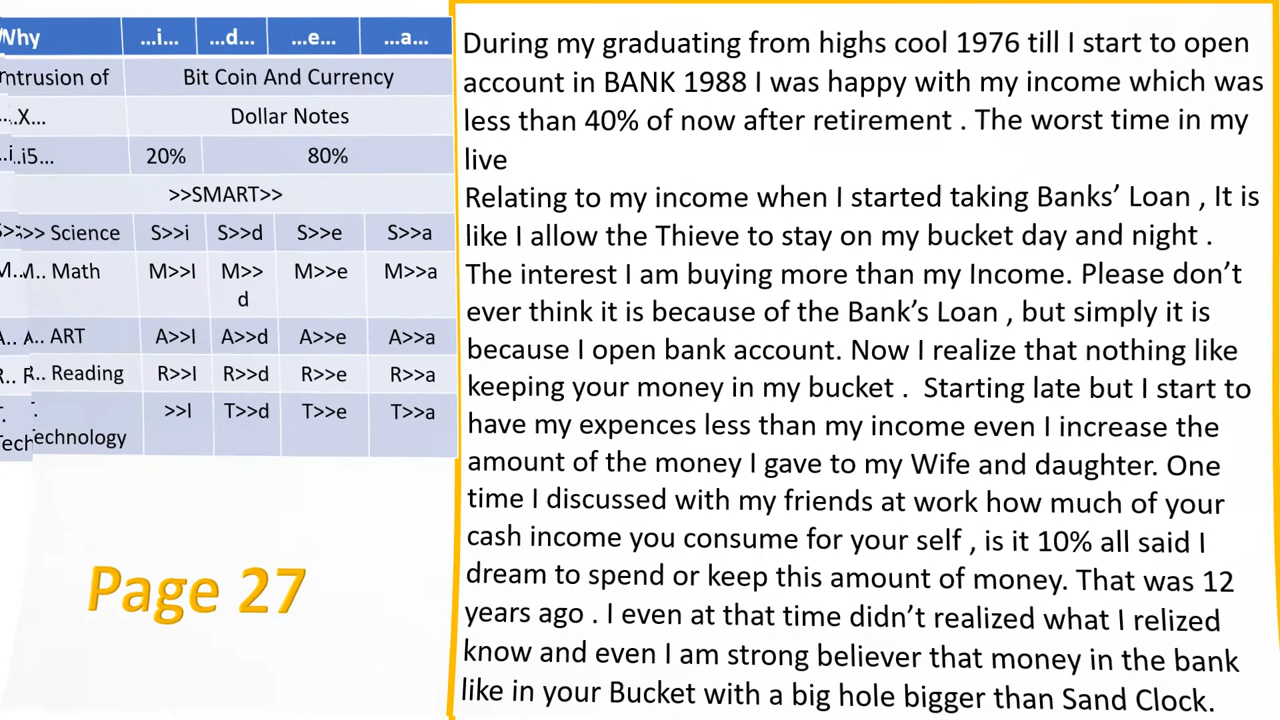 Why ...i... ...d... ...e... ...a...
ntrusion of Bit Coin And Currency
...X... Dollar Notes
...i5... 20% 80%
>>SMART>>
>> Science S>>i S>>d S>>e S>>a
M.. Math M>>I M>> M>>e M>>a
d
A.. ART A>>I A>>d A>>e A>>a
R.. Reading R>>I R>>d R>>e R>>a
T. >>I T>>d T>>e T>>a
echnology
Page 27
During my graduating from highs cool 1976 till I start to open
account in BANK 1988 I was happy with my income which was
less than 40% of now after retirement . The worst time in my
live
Relating to my income when I started taking Banks’ Loan , It is
like I allow the Thieve to stay on my bucket day and night .
The interest I am buying more than my Income. Please don’t
ever think it is because of the Bank’s Loan , but simply it is
because I open bank account. Now I realize that nothing like
keeping your money in my bucket . Starting late but I start to
have my expences less than my income even I increase the
amount of the money I gave to my Wife and daughter. One
time I discussed with my friends at work how much of your
cash income you consume for your self , is it 10% all said I
dream to spend or keep this amount of money. That was 12
years ago . I even at that time didn’t realized what I relized
know and even I am strong believer that money in the bank
like in your Bucket with a big hole bigger than Sand Clock.